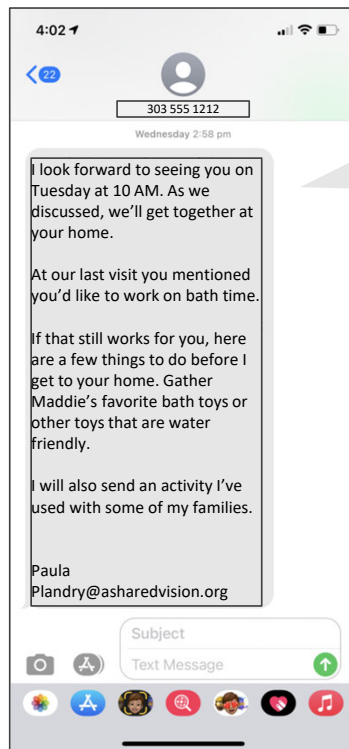 4:02
22
303 555 1212
Wednesday 2:58 pm
I look forward to seeing you on
Tuesday at 10 AM. As we
discussed, we’ll get together at
your home.
At our last visit you mentioned
you’d like to work on bath time.
If that still works for you, here
are a few things to do before I
get to your home. Gather
Maddie’s favorite bath toys or
other toys that are water
friendly.
I will also send an activity I’ve
used with some of my families.
Paula
Plandry@asharedvision.org
Subject
Text Message